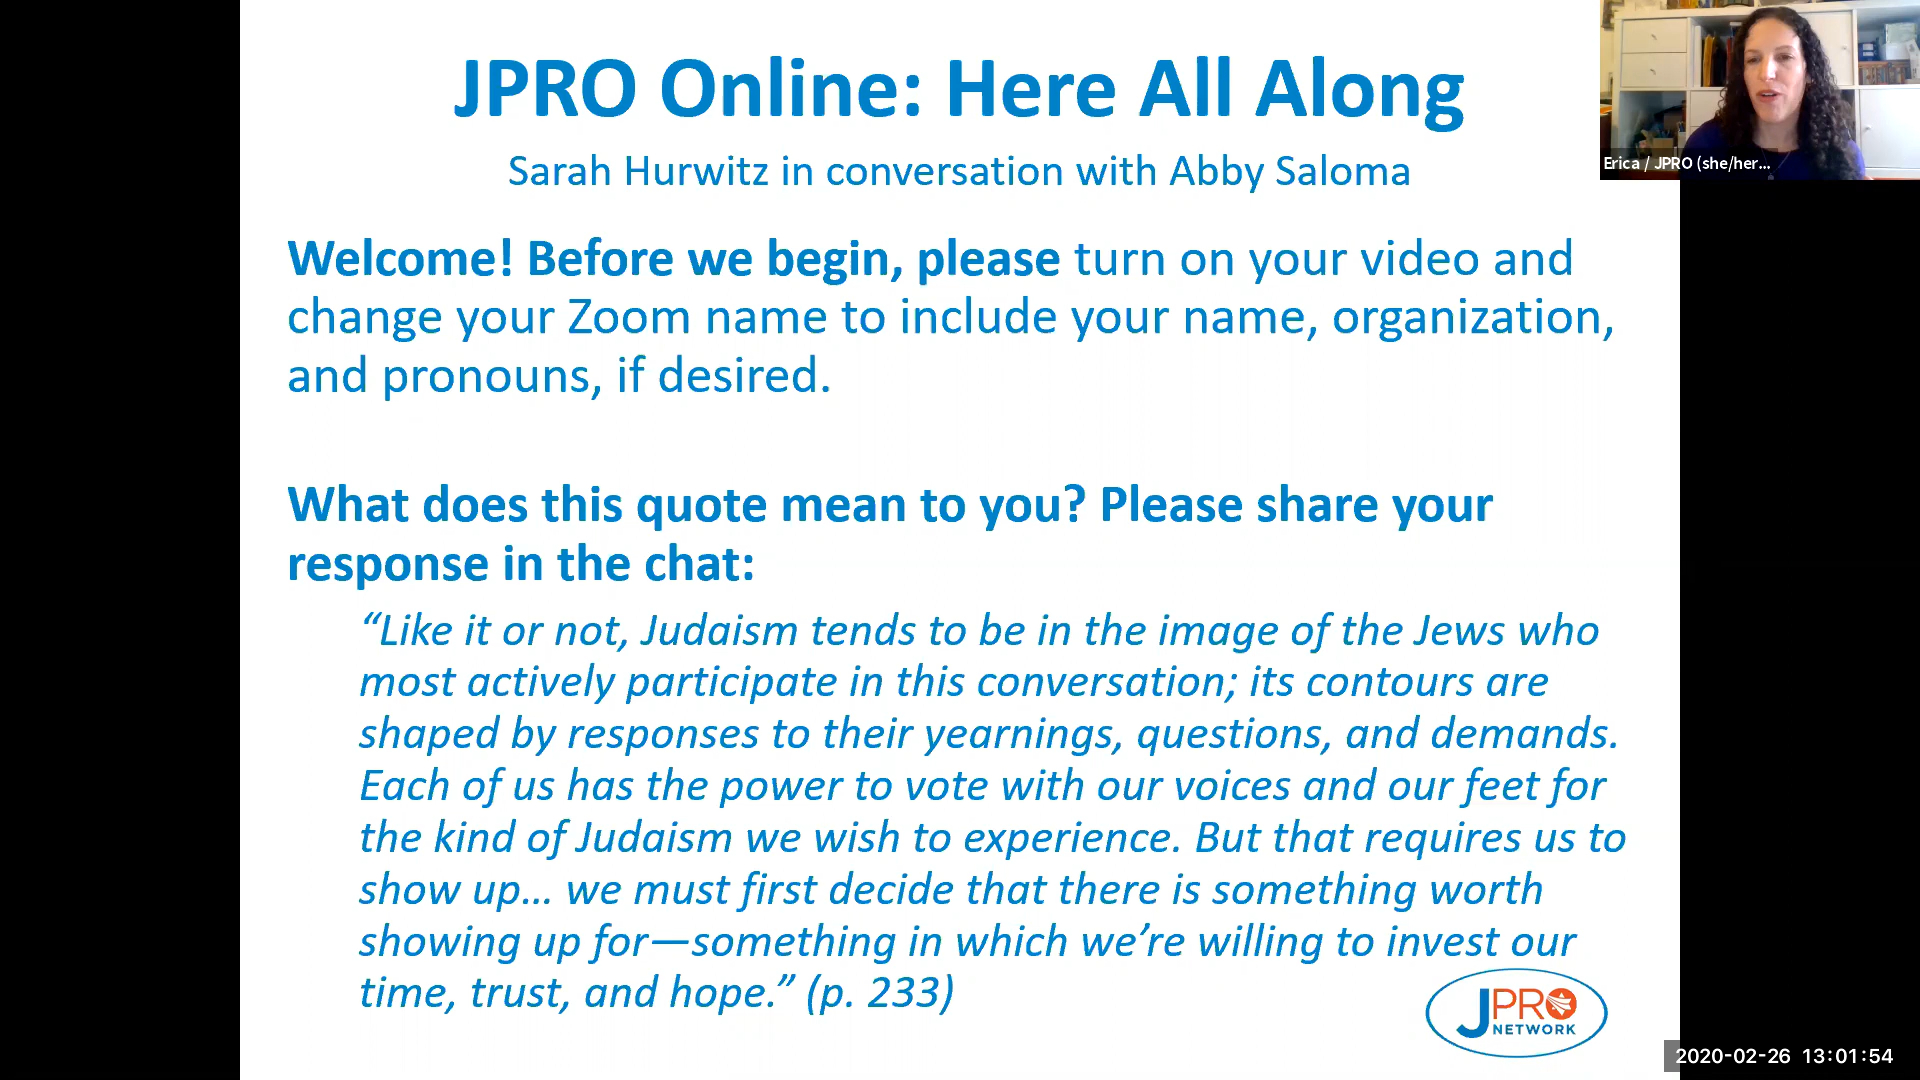 JPRO Online: Here All Along
Sarah Hurwitz in conversation with Abby Saloma
Erica / JPRO (she/her...
Welcome! Before we begin, please turn on your video and
change your Zoom name to include your name, organization,
and pronouns, if desired.
What does this quote mean to you? Please share your
response in the chat:
“Like it or not, Judaism tends to be in the image of the Jews who
most actively participate in this conversation; its contours are
shaped by responses to their yearnings, questions, and demands.
Each of us has the power to vote with our voices and our feet for
the kind of Judaism we wish to experience. But that requires us to
show up... we must first decide that there is something worth
showing up for—something in which we’re willing to invest our
time, trust, and hope.” (p. 233)
JPRO
NETWORK
2020-02-26 13:01:54